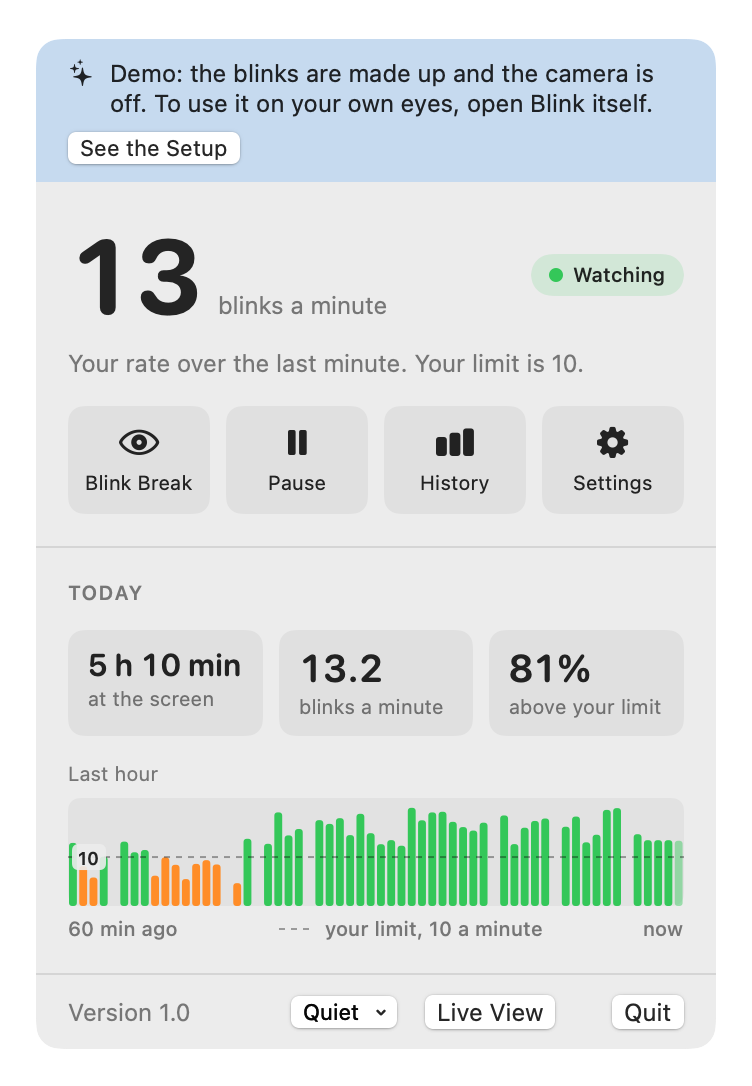 Demo: the blinks are made up and the camera is
off. To use it on your own eyes, open Blink itself.
See the Setup
13 blinks a minute
Watching
Your rate over the last minute. Your limit is 10.
Blink Break
Pause
History
Settings
TODAY
5 h 10 min
at the screen
13.2
blinks a minute
81%
above your limit
Last hour
10
60 min ago
your limit, 10 a minute
now
Version 1.0
Quiet
Live View
Quit